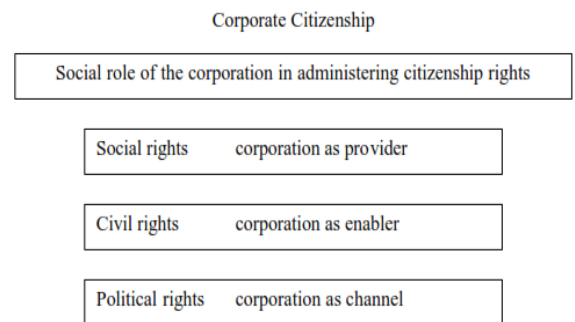 Corporate Citizenship
Social role of the corporation in administering citizenship rights
Social rights corporation as provider
Civil rights corporation as enabler
Political rights corporation as channel